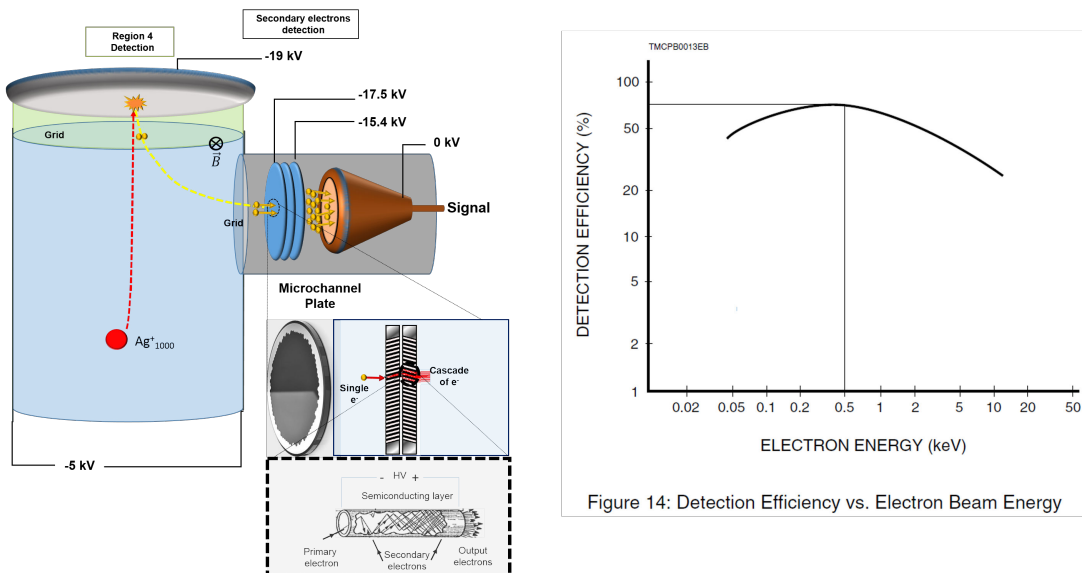 Region 4
Detection
Secondary electrons
detection
-19 kV
-17.5 kV
-15.4 kV
0 kV
Grid
B
Grid
Signal
Ag⁺₁₀₀₀
-5 kV
Microchannel
Plate
Single
e-
Cascade
of e-
- HV +
Semiconducting layer
Primary
electron
Secondary
electrons
Output
electrons
TMCPB0013EB
DETECTION EFFICIENCY (%)
100
50
20
10
5
2
1
0.02 0.05 0.1 0.2 0.5 1 2 5 10 20 50
ELECTRON ENERGY (keV)
Figure 14: Detection Efficiency vs. Electron Beam Energy